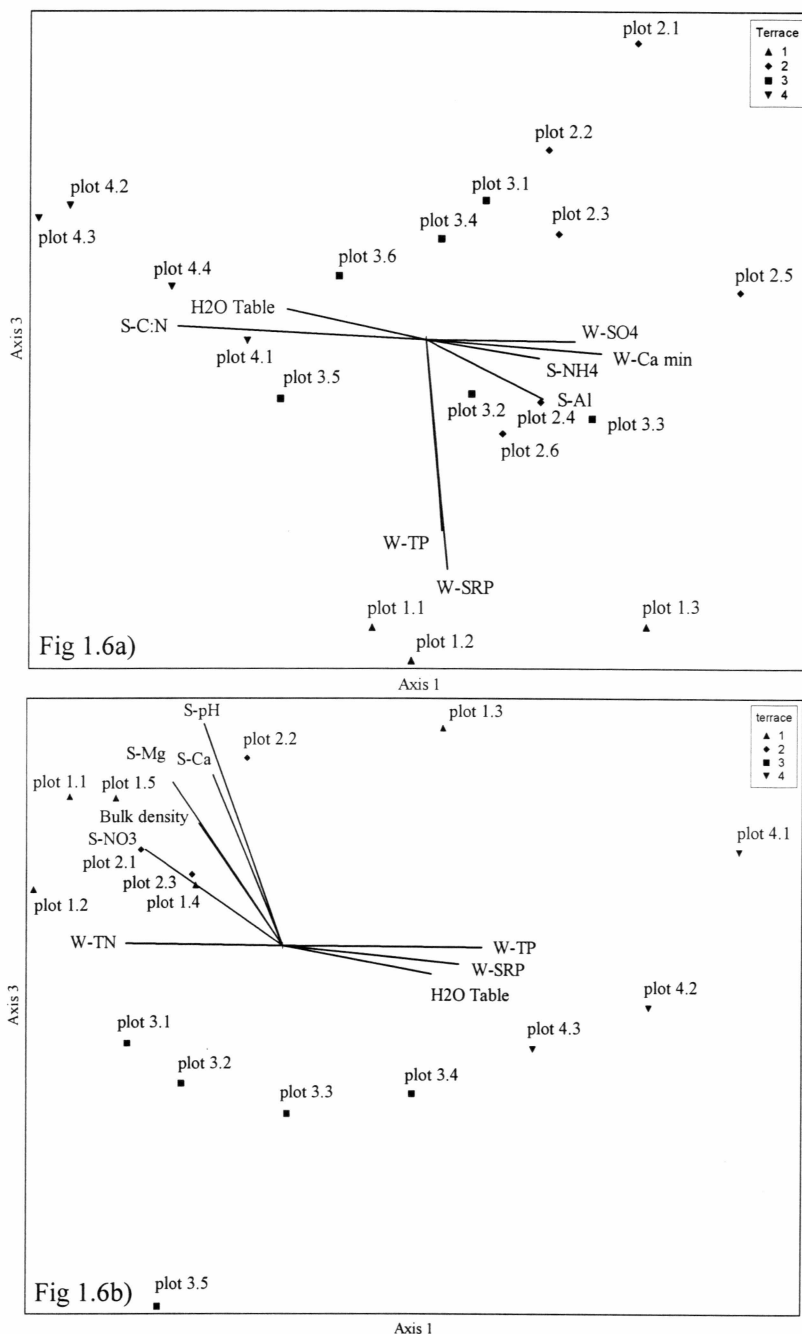 plot 2.1
Terrace
1
2
3
4
plot 2.2
plot 3.1
plot 4.2
plot 4.3
plot 3.4
plot 2.3
plot 3.6
plot 2.5
plot 4.4
H2O Table
S-C:N
W-SO4
W-Ca min
S-NH4
plot 4.1
plot 3.5
S-Al
plot 3.2
plot 2.4
plot 3.3
plot 2.6
W-TP
W-SRP
plot 1.1
plot 1.2
plot 1.3
Axis 3
Fig 1.6a)
Axis 1
S-pH
plot 1.3
terrace
1
2
3
4
plot 2.2
S-Mg
S-Ca
plot 1.1
plot 1.5
Bulk density
S-NO3
plot 2.1
plot 2.3
plot 1.4
plot 4.1
plot 1.2
W-TN
W-TP
W-SRP
H2O Table
plot 4.2
plot 4.3
plot 3.1
plot 3.2
plot 3.3
plot 3.4
Axis 3
plot 3.5
Fig 1.6b)
Axis 1